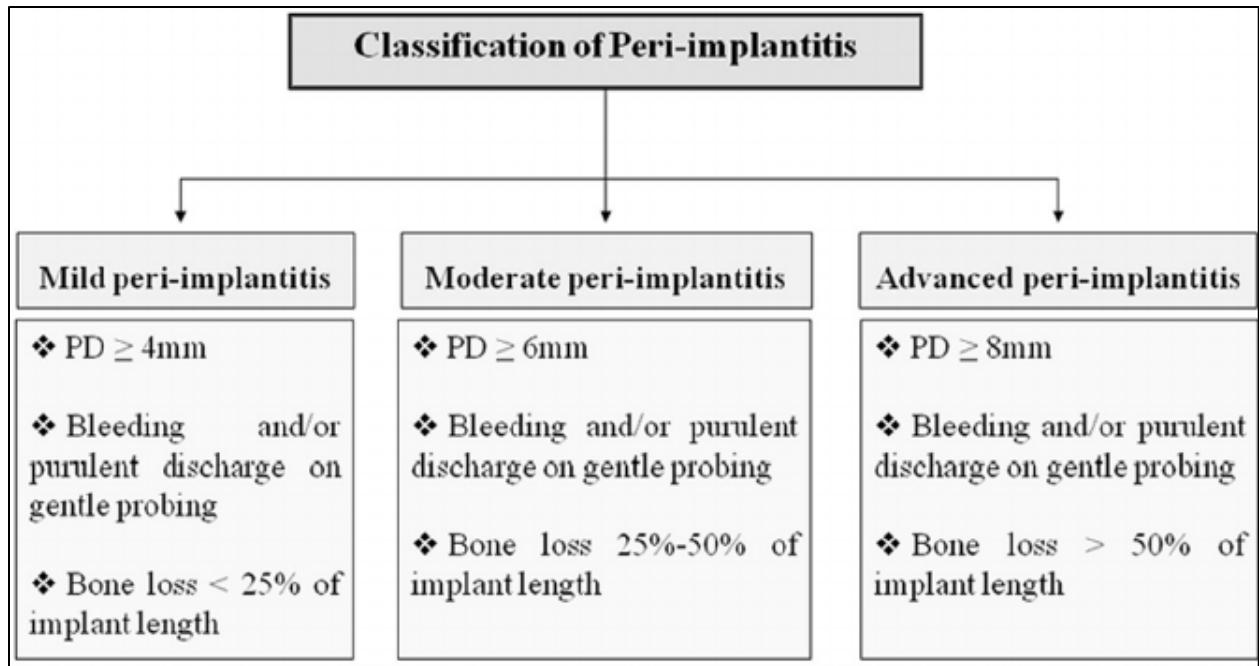 Classification of Peri-implantitis
Mild peri-implantitis
❖ PD ≥ 4mm
❖ Bleeding and/or
purulent discharge on
gentle probing
❖ Bone loss < 25% of
implant length
Moderate peri-implantitis
❖ PD ≥ 6mm
❖ Bleeding and/or purulent
discharge on gentle probing
❖ Bone loss 25%-50% of
implant length
Advanced peri-implantitis
❖ PD ≥ 8mm
❖ Bleeding and/or purulent
discharge on gentle probing
❖ Bone loss > 50% of
implant length